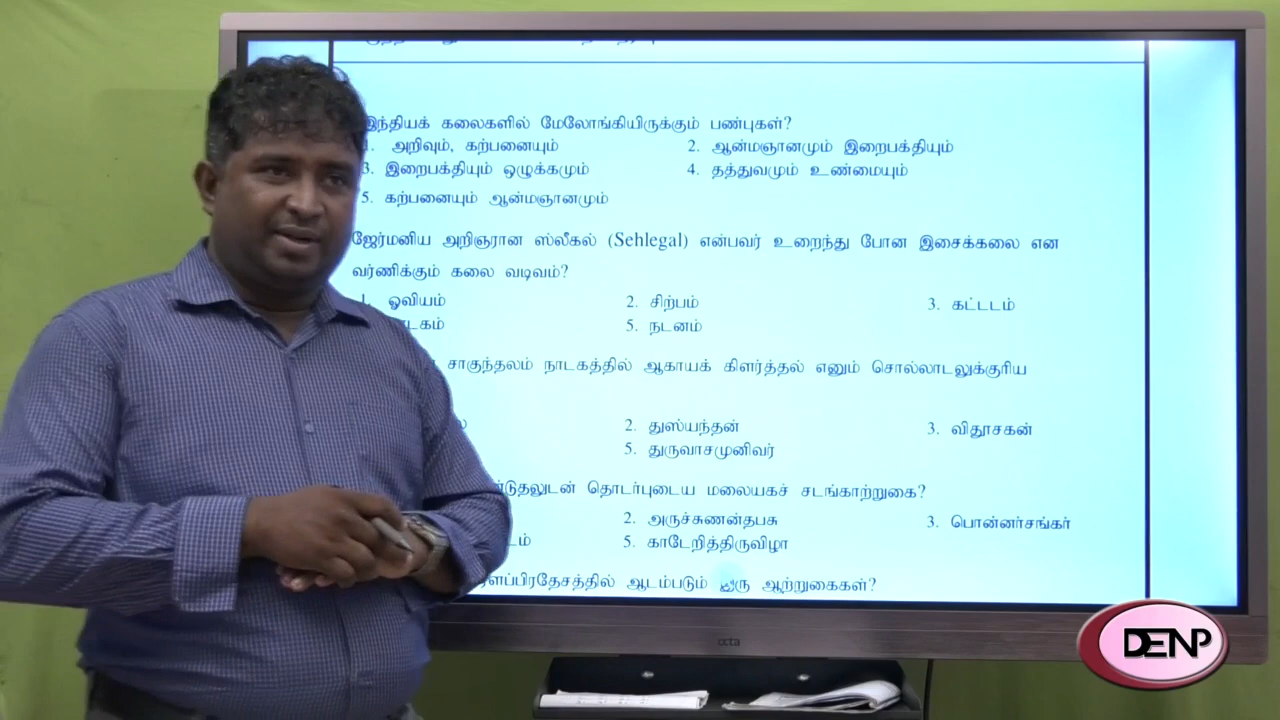 இந்தியக் கலைகளில் மேலோங்கியிருக்கும் பண்புகள்?
1. அறிவும், கற்பனையும் 2. ஆன்மஞானமும் இறைபக்தியும்
3. இறைபக்தியும் ஒழுக்கமும் 4. தத்துவமும் உண்மையும்
5. கற்பனையும் ஆன்மஞானமும்
ஜேர்மனிய அறிஞரான ஸ்லீகல் (Sehlegal) என்பவர் உறைந்து போன இசைக்கலை என
வர்ணிக்கும் கலை வடிவம்?
1. ஓவியம் 2. சிற்பம் 3. கட்டடம்
5. நடனம்
சாகுந்தலம் நாடகத்தில் ஆகாயக் கிளர்த்தல் எனும் சொல்லாடலுக்குரிய
2. துஸ்யந்தன் 3. விதூசகன்
5. துருவாசமுனிவர்
தொடர்புடைய மலையகச் சடங்காற்றுகை?
2. அருச்சுணன்தபசு 3. பொன்னர்சங்கர்
5. காடேறித்திருவிழா
ஆடம்படும் இரு ஆற்றுகைகள்?
octa
DENP